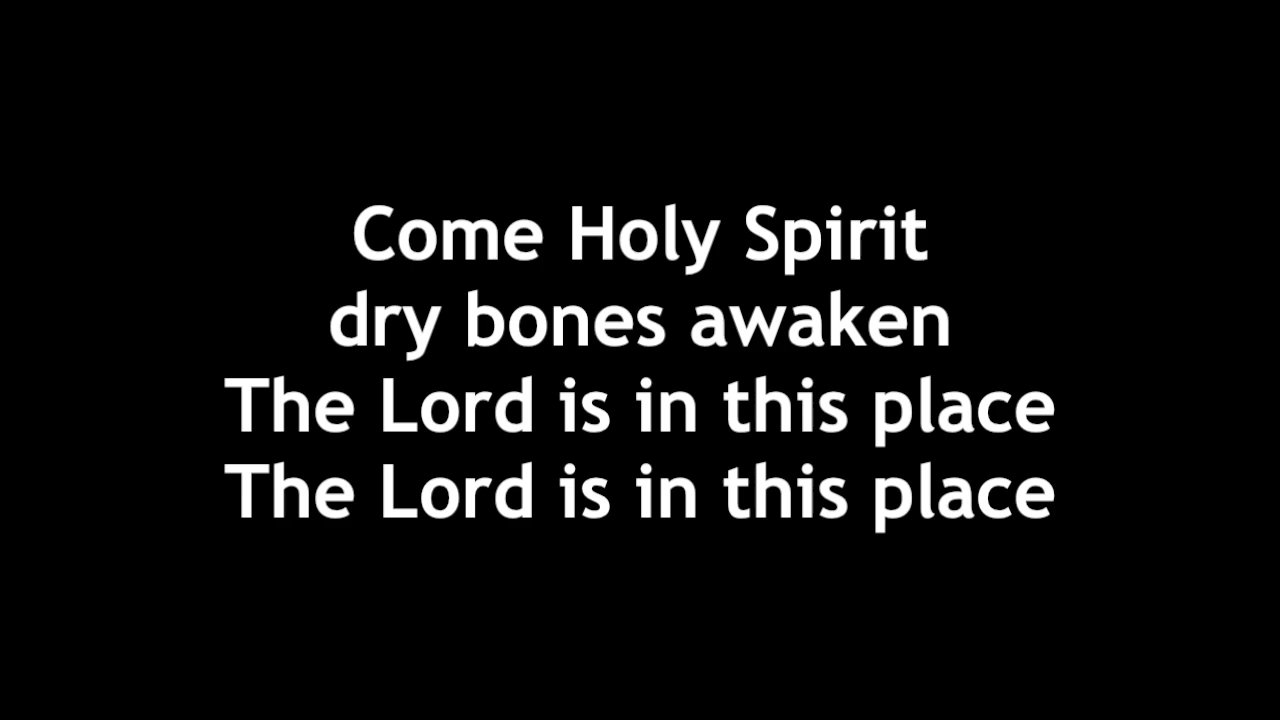 Come Holy Spirit
dry bones awaken
The Lord is in this place
The Lord is in this place